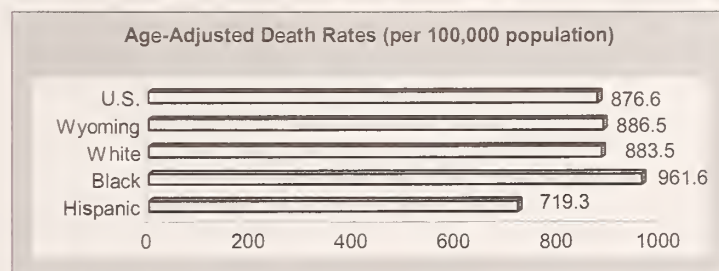 Age-Adjusted Death Rates (per 100,000 population)
U.S. 876.6
Wyoming 886.5
White 883.5
Black 961.6
Hispanic 719.3
0 200 400 600 800 1000